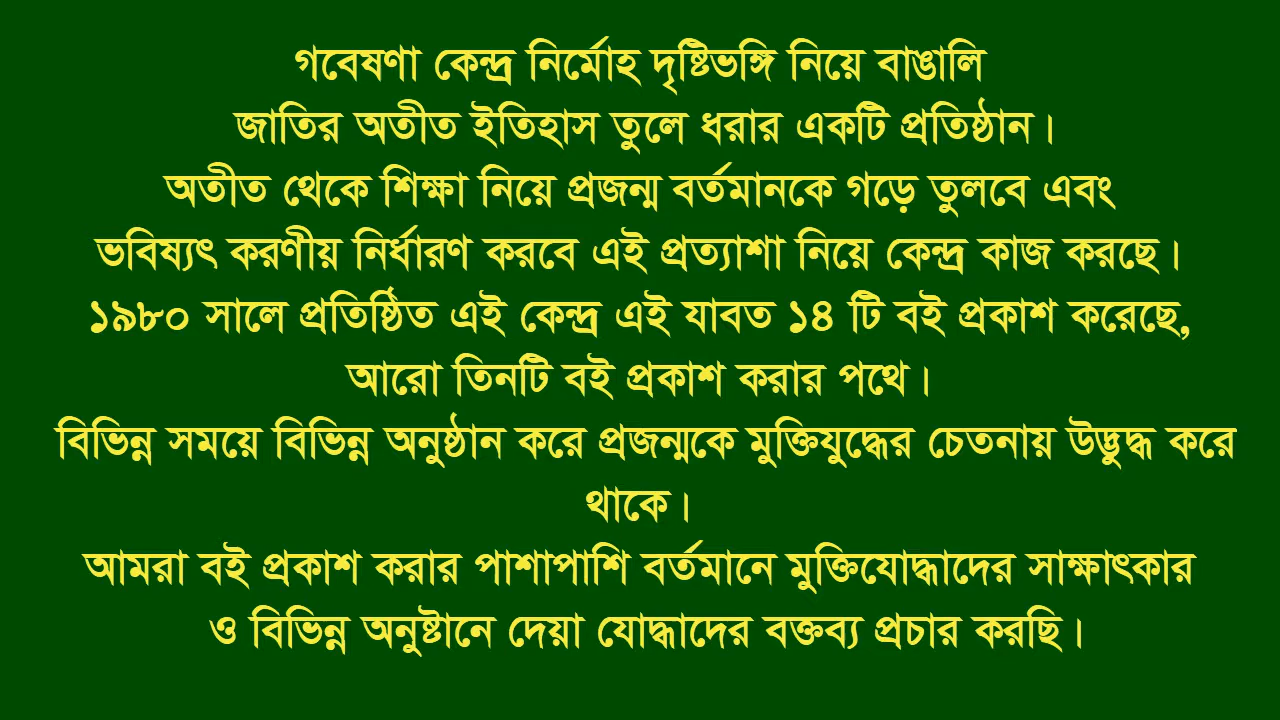 গবেষণা কেন্দ্র নির্মোহ দৃষ্টিভঙ্গি নিয়ে বাঙালি
জাতির অতীত ইতিহাস তুলে ধরার একটি প্রতিষ্ঠান।
অতীত থেকে শিক্ষা নিয়ে প্রজন্ম বর্তমানকে গড়ে তুলবে এবং
ভবিষ্যৎ করণীয় নির্ধারণ করবে এই প্রত্যাশা নিয়ে কেন্দ্র কাজ করছে।
১৯৮০ সালে প্রতিষ্ঠিত এই কেন্দ্র এই যাবত ১৪ টি বই প্রকাশ করেছে,
আরো তিনটি বই প্রকাশ করার পথে।
বিভিন্ন সময়ে বিভিন্ন অনুষ্ঠান করে প্রজন্মকে মুক্তিযুদ্ধের চেতনায় উদ্ভুদ্ধ করে
থাকে।
আমরা বই প্রকাশ করার পাশাপাশি বর্তমানে মুক্তিযোদ্ধাদের সাক্ষাৎকার
ও বিভিন্ন অনুষ্টানে দেয়া যোদ্ধাদের বক্তব্য প্রচার করছি।